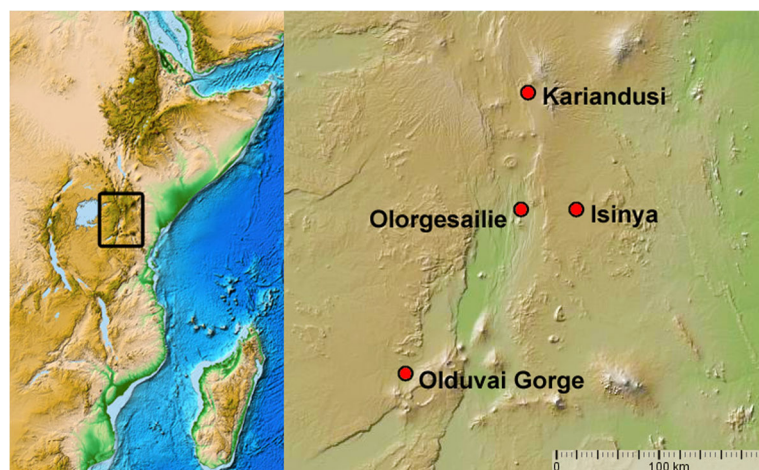 Kariandusi
Olorgesailie
Isinya
Olduvai Gorge
0 100 km